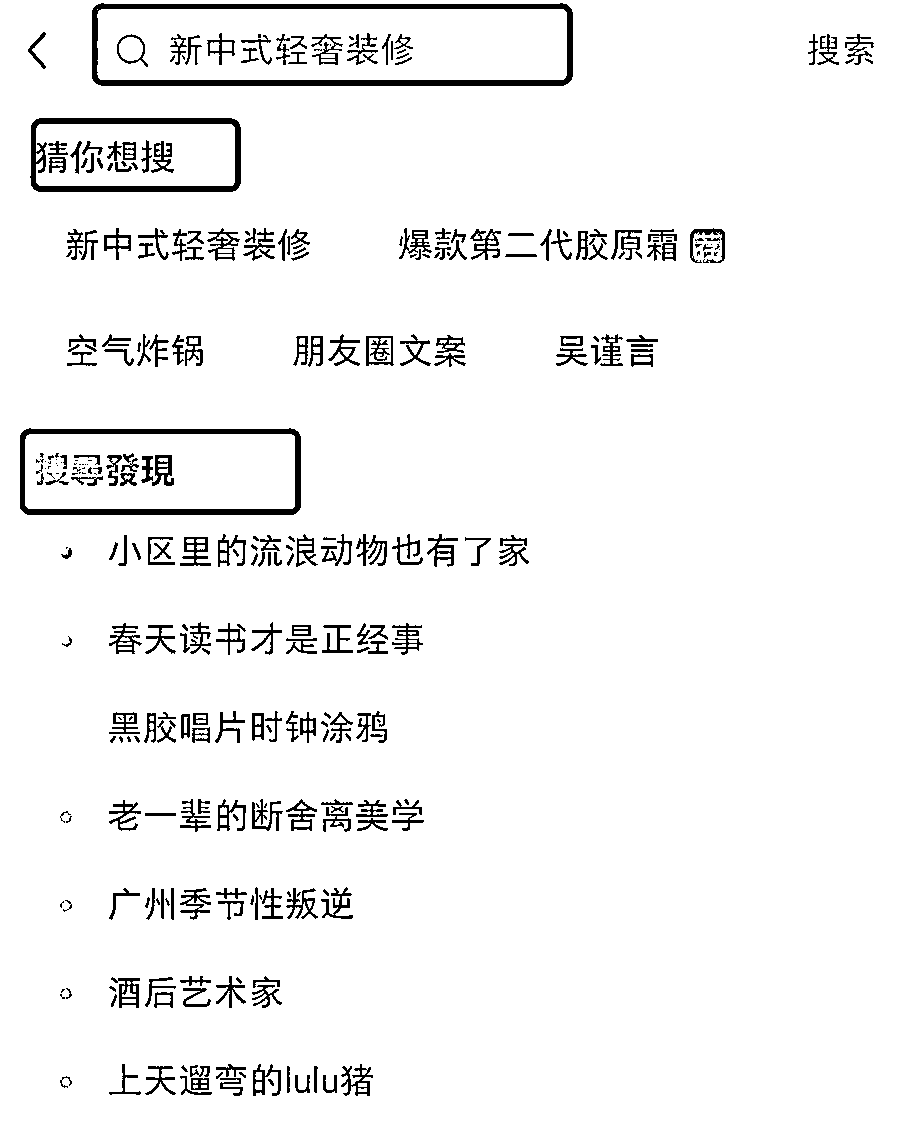 新中式轻奢装修 搜索
猜你想搜
新中式轻奢装修 爆款第二代胶原霜 荐
空气炸锅 朋友圈文案 吴谨言
搜尋發現
小区里的流浪动物也有了家
春天读书才是正经事
黑胶唱片时钟涂鸦
老一辈的断舍离美学
广州季节性叛逆
酒后艺术家
上天遛弯的lulu猪